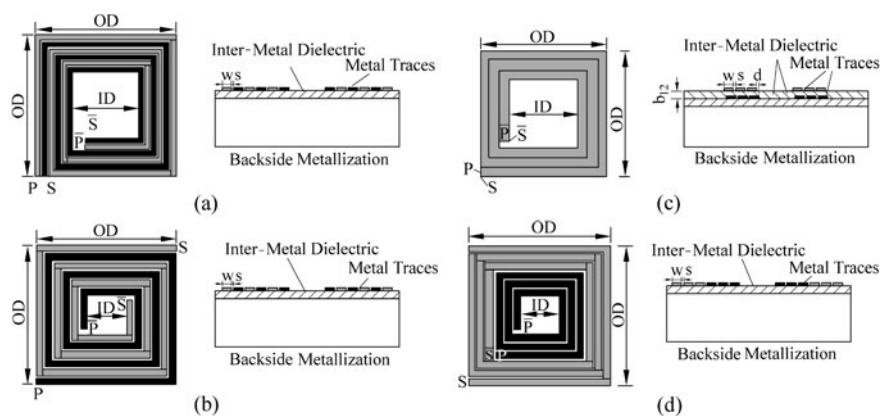 OD
OD
ID
S̅
P̅
P S
Inter-Metal Dielectric
Metal Traces
w s
Backside Metallization
(a)
OD
OD
ID
P̅
S̅
P
S
Inter-Metal Dielectric
Metal Traces
w s d
b12
Backside Metallization
(c)
OD
S
OD
ID
S̅
P̅
P
Inter-Metal Dielectric
Metal Traces
w s
Backside Metallization
(b)
OD
OD
ID
P̅
S̅ P
S
Inter-Metal Dielectric
Metal Traces
w s
Backside Metallization
(d)